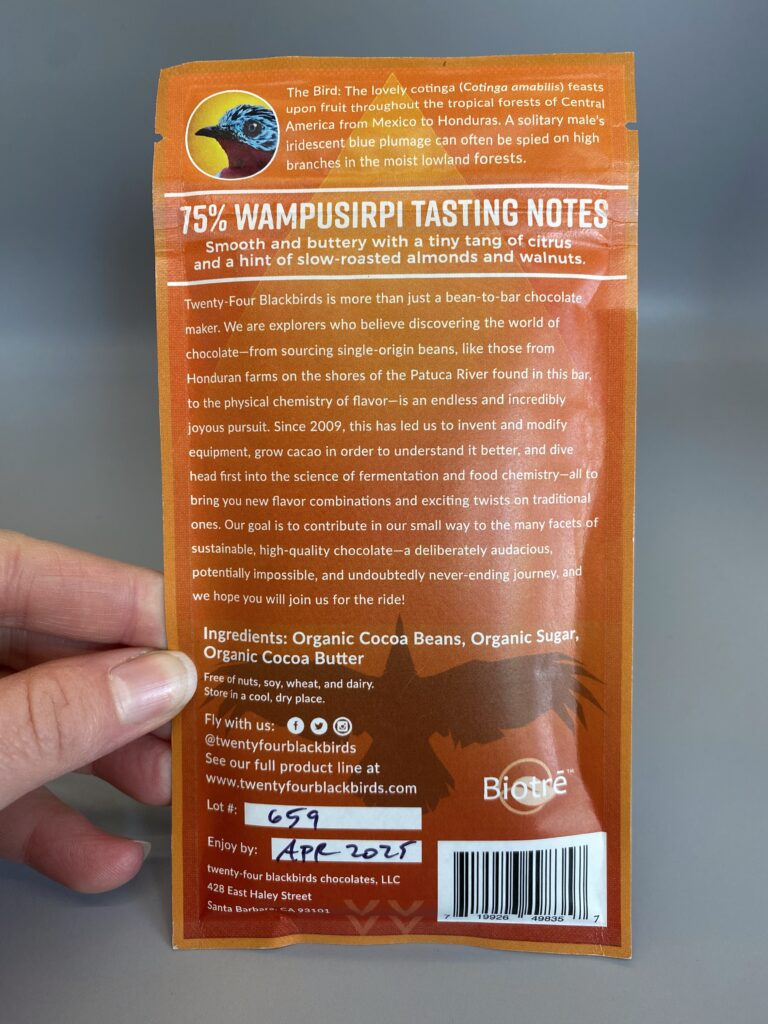 The Bird: The lovely cotinga (Cotinga amabilis) feasts
upon fruit throughout the tropical forests of Central
America from Mexico to Honduras. A solitary male's
iridescent blue plumage can often be spied on high
branches in the moist lowland forests.
75% WAMPUSIRPI TASTING NOTES
Smooth and buttery with a tiny tang of citrus
and a hint of slow-roasted almonds and walnuts.
Twenty-Four Blackbirds is more than just a bean-to-bar chocolate
maker. We are explorers who believe discovering the world of
chocolate—from sourcing single-origin beans, like those from
Honduran farms on the shores of the Patuca River found in this bar,
to the physical chemistry of flavor—is an endless and incredibly
joyous pursuit. Since 2009, this has led us to invent and modify
equipment, grow cacao in order to understand it better, and dive
head first into the science of fermentation and food chemistry—all to
bring you new flavor combinations and exciting twists on traditional
ones. Our goal is to contribute in our small way to the many facets of
sustainable, high-quality chocolate—a deliberately audacious,
potentially impossible, and undoubtedly never-ending journey, and
we hope you will join us for the ride!
Ingredients: Organic Cocoa Beans, Organic Sugar,
Organic Cocoa Butter
Free of nuts, soy, wheat, and dairy.
Store in a cool, dry place.
Fly with us:
@twentyfourblackbirds
See our full product line at
www.twentyfourblackbirds.com
Biotrē™
Lot #: 659
Enjoy by: APR 2025
twenty-four blackbirds chocolates, LLC
428 East Haley Street
Santa Barbara, CA 93101
7 19926 49835 7